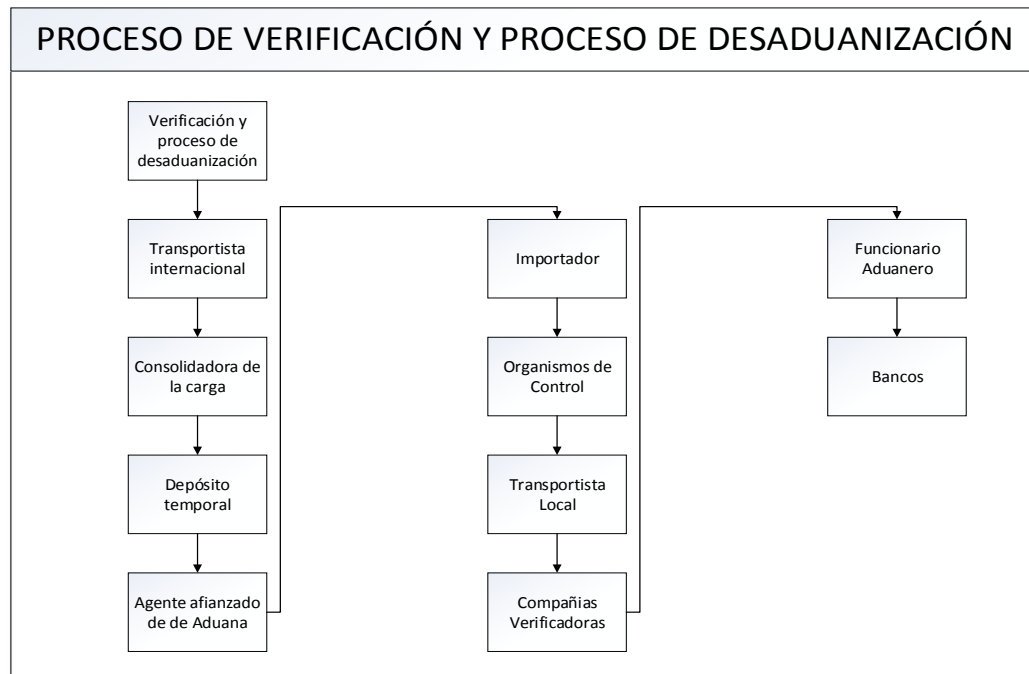 PROCESO DE VERIFICACIÓN Y PROCESO DE DESADUANIZACIÓN
Verificación y
proceso de
desaduanización
Transportista
internacional
Consolidadora de
la carga
Depósito
temporal
Agente afianzado
de de Aduana
Importador
Organismos de
Control
Transportista
Local
Compañias
Verificadoras
Funcionario
Aduanero
Bancos